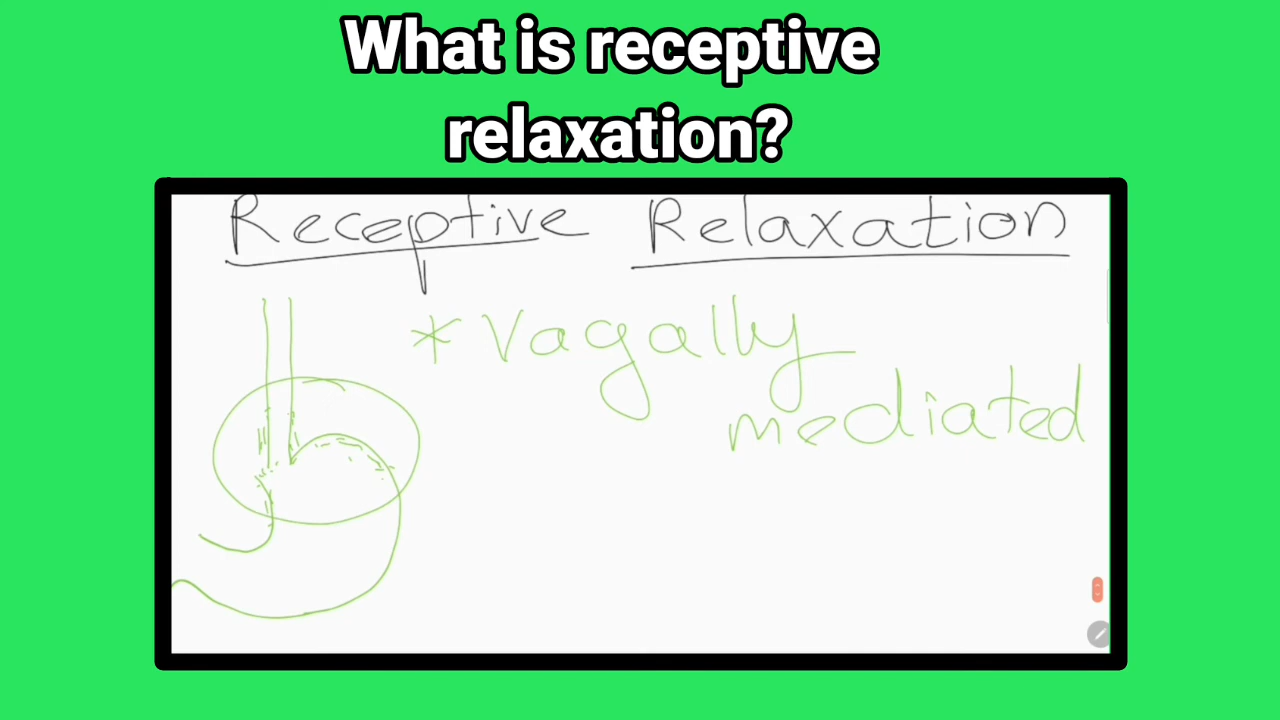 What is receptive
relaxation?
Receptive Relaxation
* Vagally
mediated